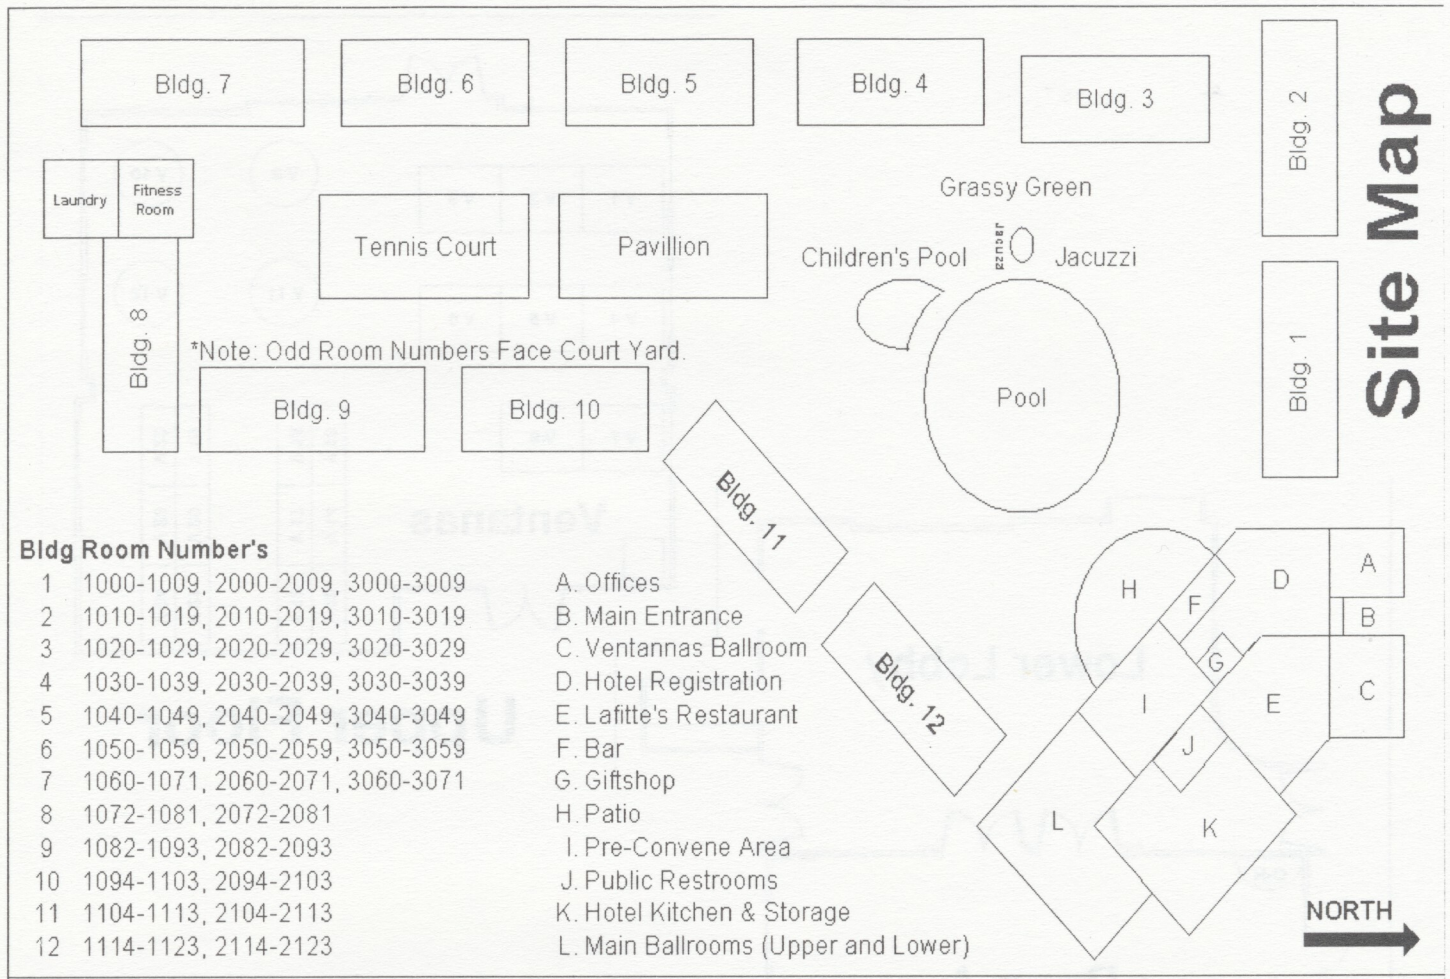 Bldg. 7
Bldg. 6
Bldg. 5
Bldg. 4
Bldg. 3
Bldg. 2
Site Map
Laundry
Fitness
Room
Tennis Court
Pavillion
Grassy Green
Children's Pool
Jacuzzi
Jacuzzi
Bldg. 8
*Note: Odd Room Numbers Face Court Yard.
Bldg. 1
Pool
Bldg. 9
Bldg. 10
Bldg. 11
Bldg. 12
Ventanas
Lower Lobby
Bldg Room Number's
1 1000-1009, 2000-2009, 3000-3009
2 1010-1019, 2010-2019, 3010-3019
3 1020-1029, 2020-2029, 3020-3029
4 1030-1039, 2030-2039, 3030-3039
5 1040-1049, 2040-2049, 3040-3049
6 1050-1059, 2050-2059, 3050-3059
7 1060-1071, 2060-2071, 3060-3071
8 1072-1081, 2072-2081
9 1082-1093, 2082-2093
10 1094-1103, 2094-2103
11 1104-1113, 2104-2113
12 1114-1123, 2114-2123
A. Offices
B. Main Entrance
C. Ventannas Ballroom
D. Hotel Registration
E. Lafitte's Restaurant
F. Bar
G. Giftshop
H. Patio
I. Pre-Convene Area
J. Public Restrooms
K. Hotel Kitchen & Storage
L. Main Ballrooms (Upper and Lower)
H
F
D
A
B
G
I
E
C
J
L
K
NORTH